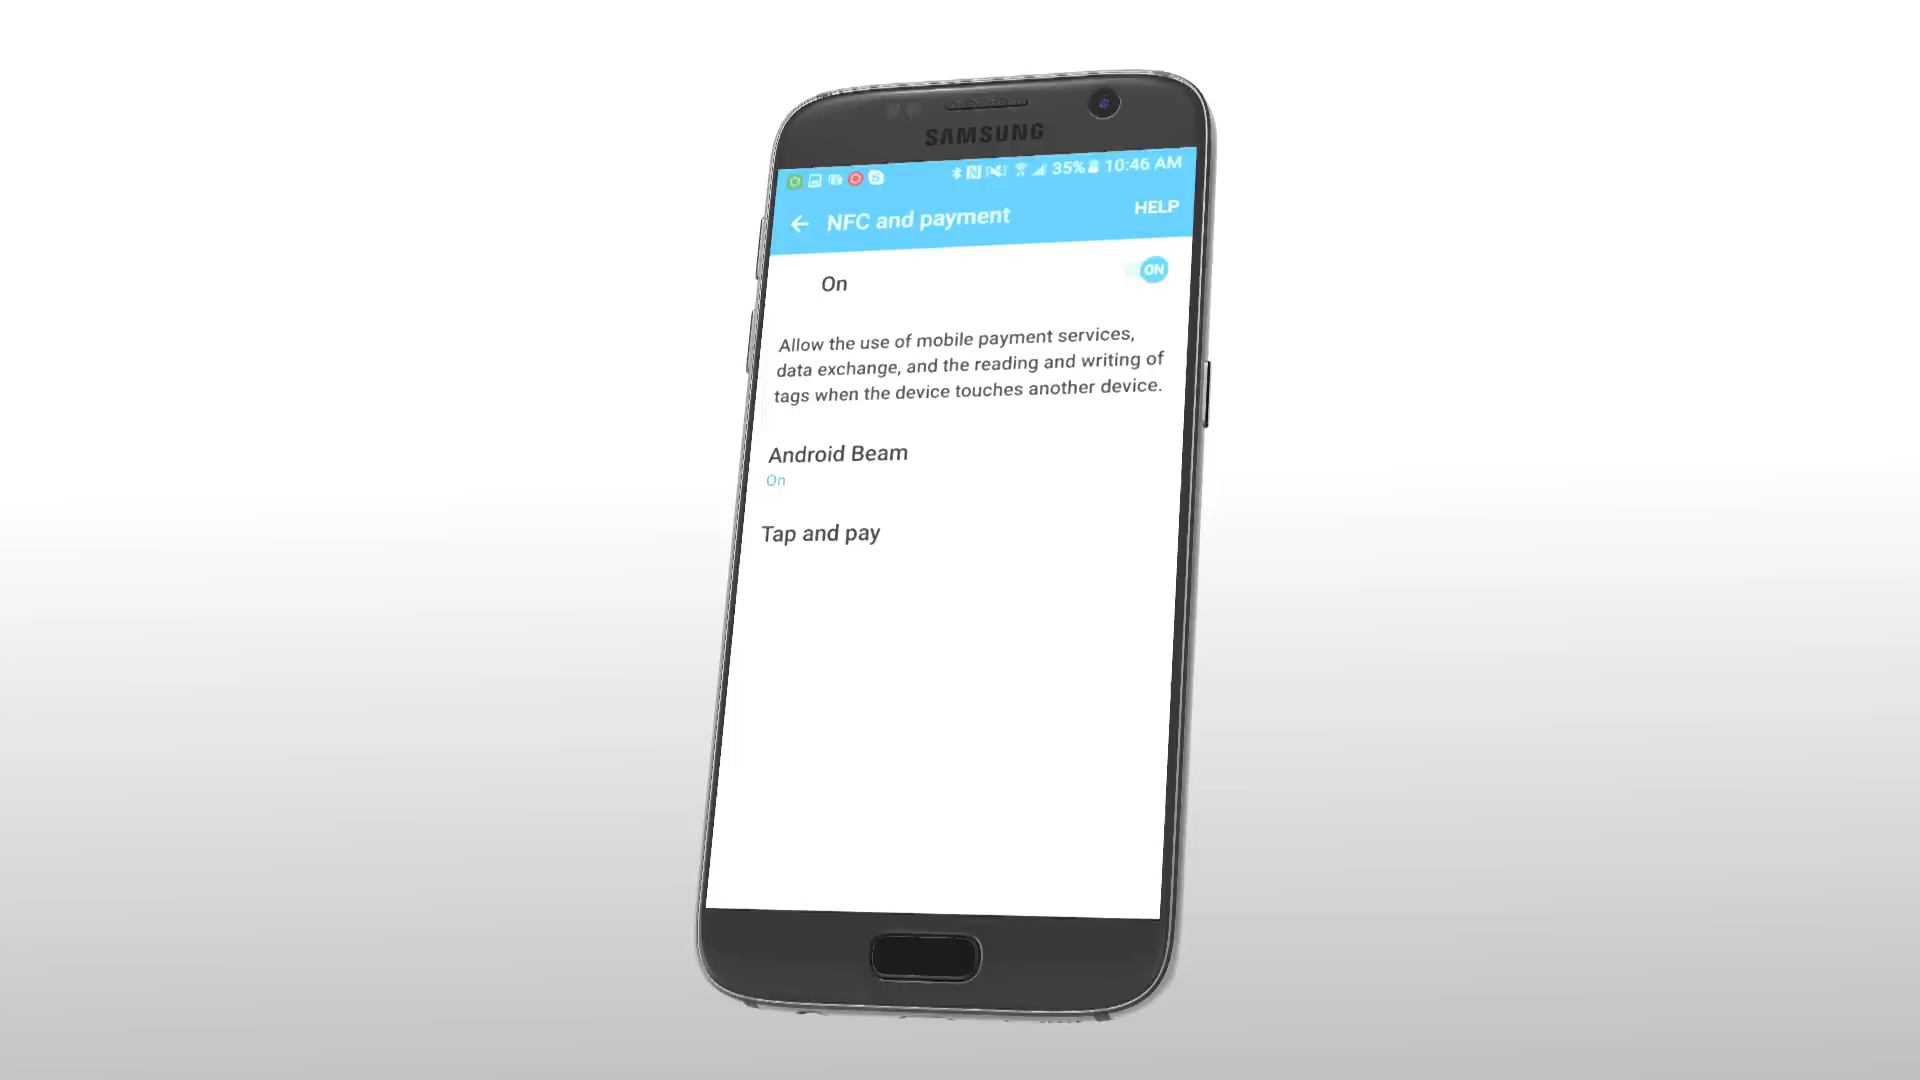 SAMSUNG
35% 10:46 AM
NFC and payment
HELP
On
ON
Allow the use of mobile payment services,
data exchange, and the reading and writing of
tags when the device touches another device.
Android Beam
On
Tap and pay